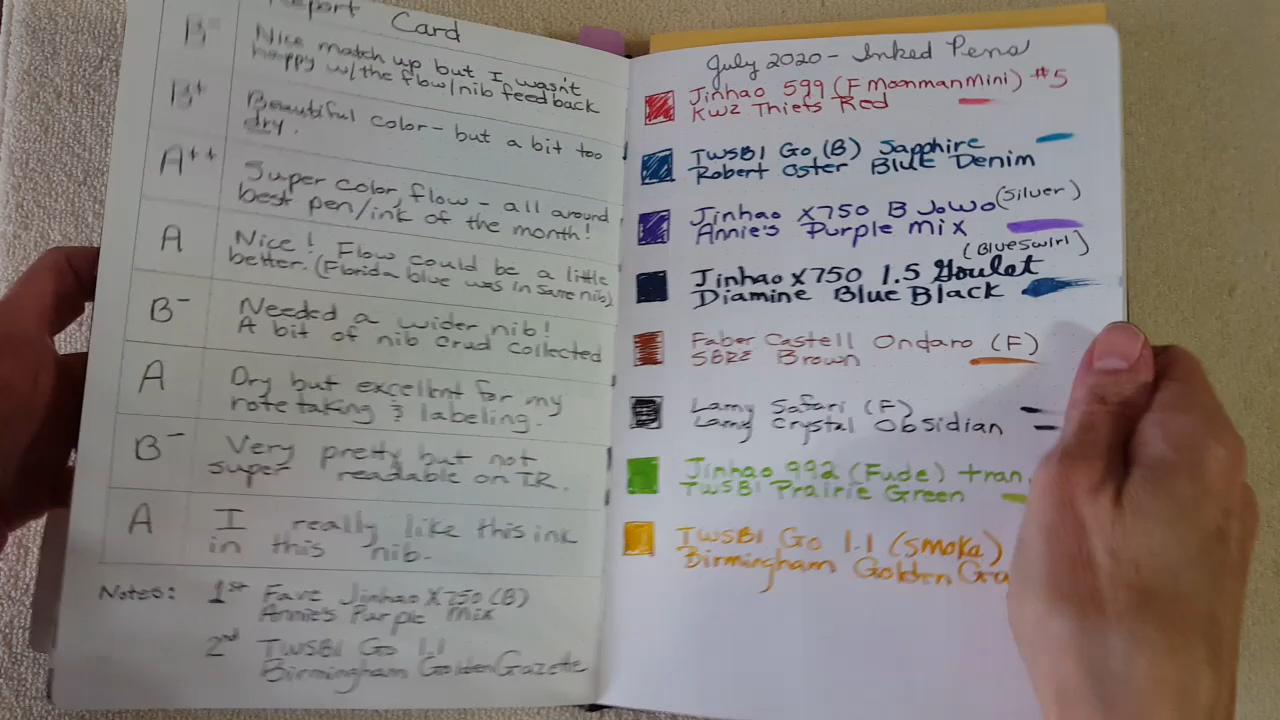 Report Card
B
Nice match up but I wasn't
happy w/the flow/nib feedback
B+
Beautiful color - but a bit too
dry.
A++
Super color, flow - all around
best pen/ink of the month!
A
Nice! Flow could be a little
better. (Florida blue was in same nib)
B-
Needed a wider nib!
A bit of nib crud collected
A
Dry but excellent for my
note taking & labeling.
B-
Very pretty but not
super readable on TR.
A
I really like this ink
in this nib.
Notes: 1st Fave Jinhao X750 (B)
Annie's Purple Mix
2nd TWSBI Go 1.1
Birmingham Golden Gazete
July 2020 - Inked Pens
Jinhao 599 (F Moonman Mini) #5
KWZ Thiefs Red
TWSBI Go (B) Sapphire
Robert Oster Blue Denim
Jinhao X750 B Jowo (Silver)
Annie's Purple Mix
(Blue Swirl)
Jinhao X750 1.5 Goulet
Diamine Blue Black
Faber Castell Ondaro (F)
SBRE Brown
Lamy Safari (F)
Lamy Crystal Obsidian
Jinhao 992 (Fude) tran
TWSBI Prairie Green
TWSBI Go 1.1 (Smoke)
Birmingham Golden Ga